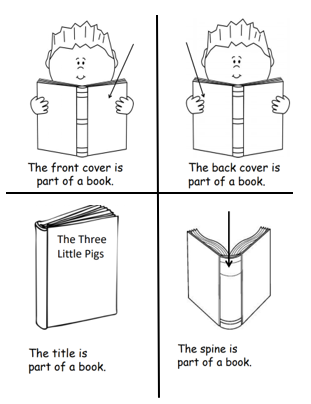 The front cover is
part of a book.
The back cover is
part of a book.
The Three
Little Pigs
The title is
part of a book.
The spine is
part of a book.